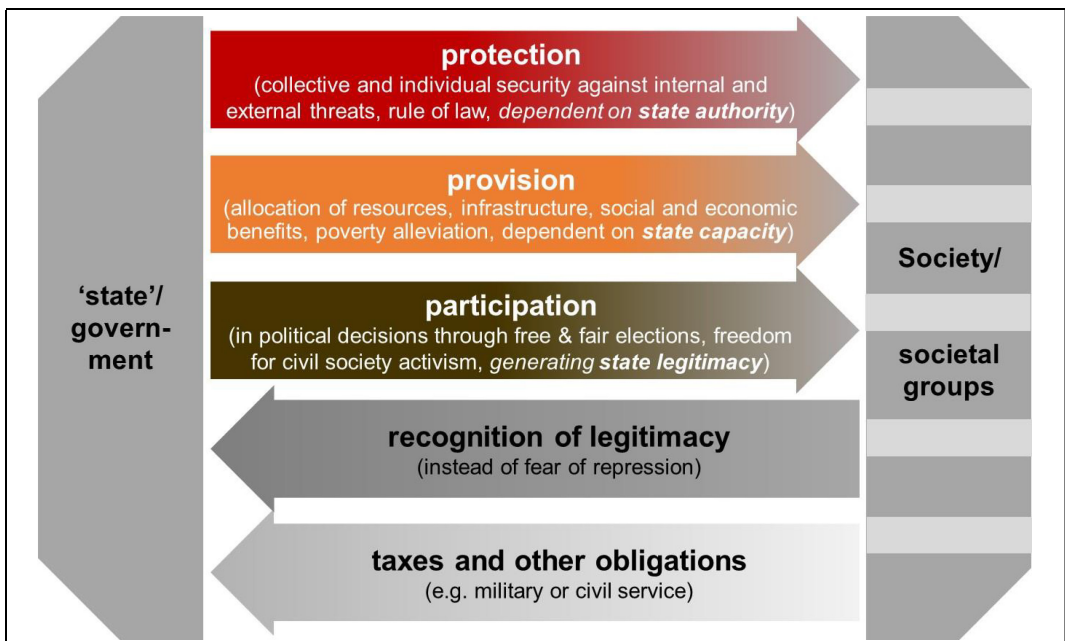 protection
(collective and individual security against internal and
external threats, rule of law, dependent on state authority)
provision
(allocation of resources, infrastructure, social and economic
benefits, poverty alleviation, dependent on state capacity)
participation
(in political decisions through free & fair elections, freedom
for civil society activism, generating state legitimacy)
recognition of legitimacy
(instead of fear of repression)
taxes and other obligations
(e.g. military or civil service)
‘state’/
govern-
ment
Society/
societal
groups